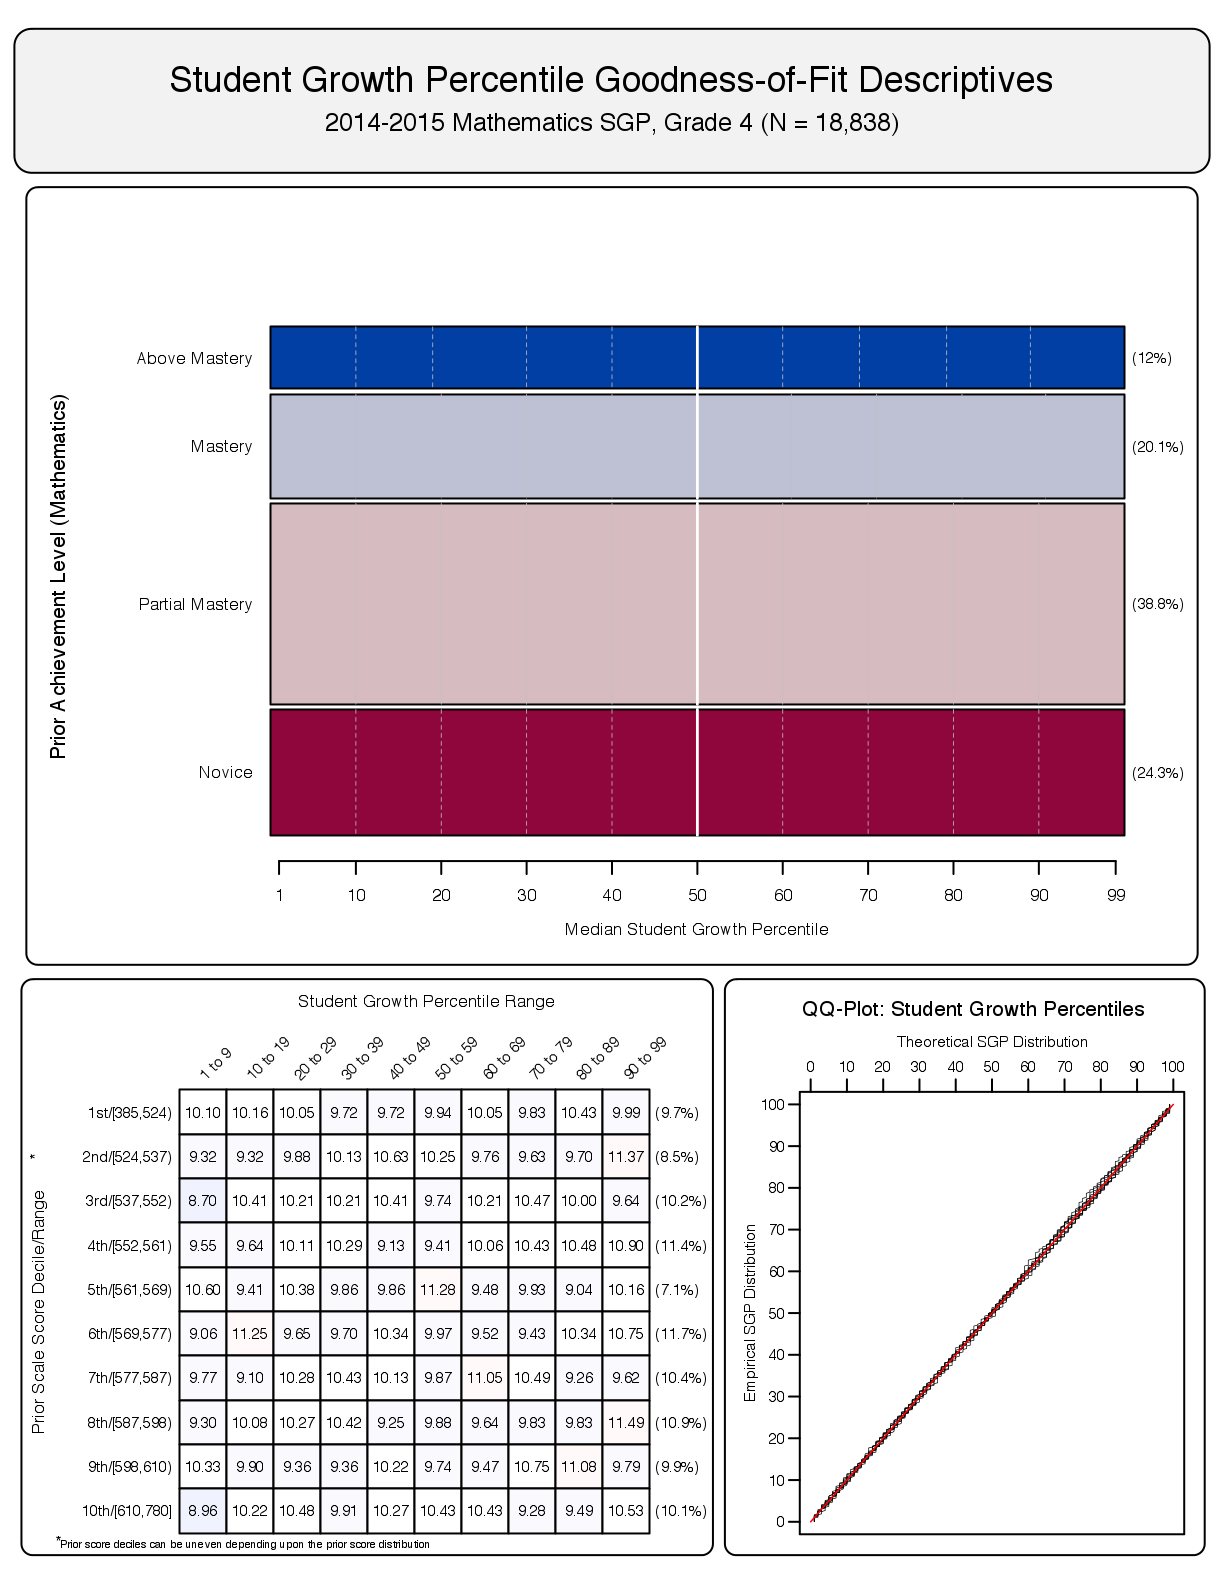 Student Growth Percentile Goodness-of-Fit Descriptives
2014-2015 Mathematics SGP, Grade 4 (N = 18,838)
Prior Achievement Level (Mathematics)
Above Mastery (12%)
Mastery (20.1%)
Partial Mastery (38.8%)
Novice (24.3%)
1 10 20 30 40 50 60 70 80 90 99
Median Student Growth Percentile
Student Growth Percentile Range
1 to 9 10 to 19 20 to 29 30 to 39 40 to 49 50 to 59 60 to 69 70 to 79 80 to 89 90 to 99
Prior Scale Score Decile/Range *
1st/[385,524) 10.10 10.16 10.05 9.72 9.72 9.94 10.05 9.83 10.43 9.99 (9.7%)
2nd/[524,537) 9.32 9.32 9.88 10.13 10.63 10.25 9.76 9.63 9.70 11.37 (8.5%)
3rd/[537,552) 8.70 10.41 10.21 10.21 10.41 9.74 10.21 10.47 10.00 9.64 (10.2%)
4th/[552,561) 9.55 9.64 10.11 10.29 9.13 9.41 10.06 10.43 10.48 10.90 (11.4%)
5th/[561,569) 10.60 9.41 10.38 9.86 9.86 11.28 9.48 9.93 9.04 10.16 (7.1%)
6th/[569,577) 9.06 11.25 9.65 9.70 10.34 9.97 9.52 9.43 10.34 10.75 (11.7%)
7th/[577,587) 9.77 9.10 10.28 10.43 10.13 9.87 11.05 10.49 9.26 9.62 (10.4%)
8th/[587,598) 9.30 10.08 10.27 10.42 9.25 9.88 9.64 9.83 9.83 11.49 (10.9%)
9th/[598,610) 10.33 9.90 9.36 9.36 10.22 9.74 9.47 10.75 11.08 9.79 (9.9%)
10th/[610,780] 8.96 10.22 10.48 9.91 10.27 10.43 10.43 9.28 9.49 10.53 (10.1%)
*Prior score deciles can be uneven depending upon the prior score distribution
QQ-Plot: Student Growth Percentiles
Theoretical SGP Distribution
0 10 20 30 40 50 60 70 80 90 100
Empirical SGP Distribution
100
90
80
70
60
50
40
30
20
10
0